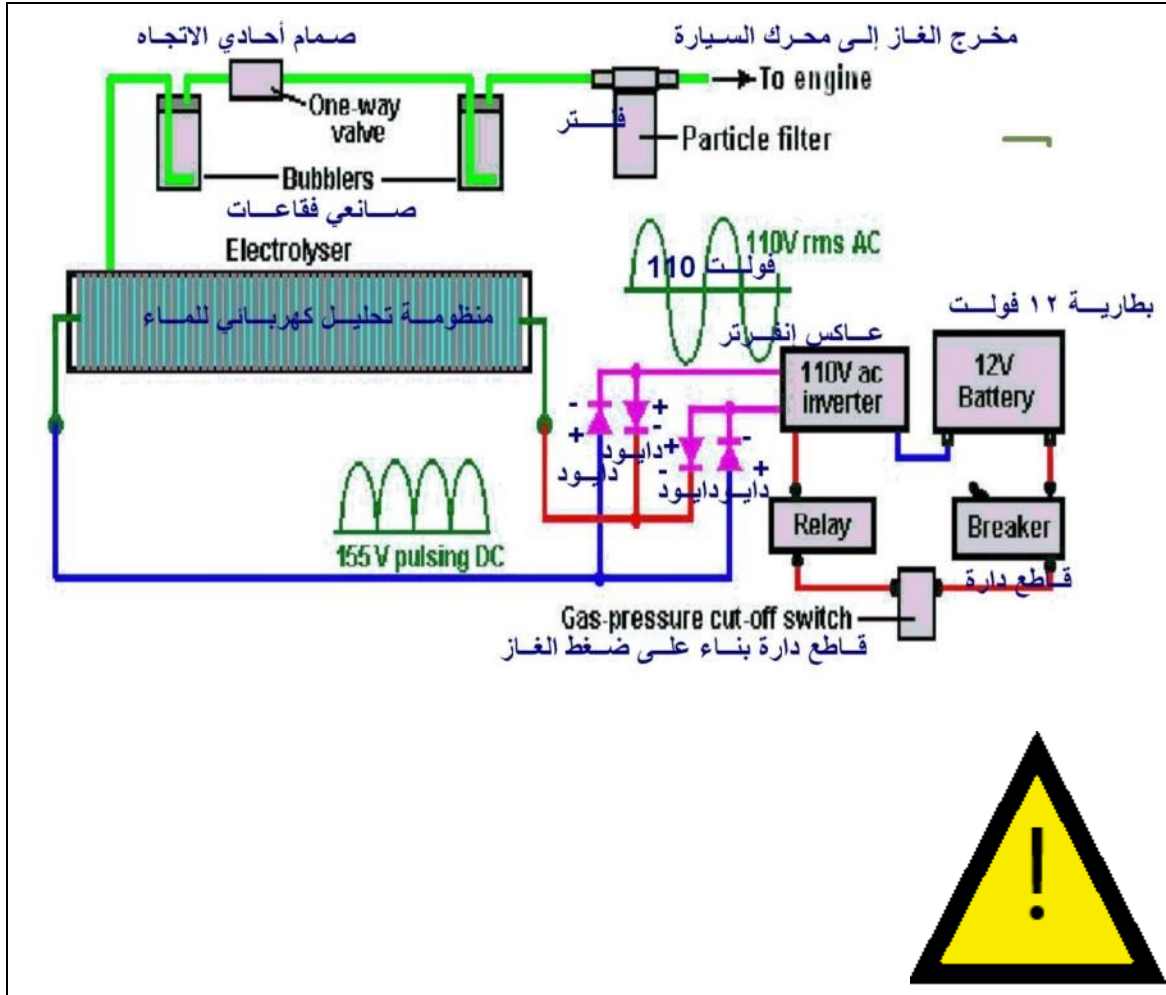 صمام أحادي الاتجاه
مخرج الغاز إلى محرك السيارة
To engine
One-way
valve
فلتر
Particle filter
Bubblers
صانعي فقاعات
Electrolyser
110V rms AC
110 فولت
منظومة تحليل كهربائي للماء
بطارية ١٢ فولت
عاكس إنفرتر
110V ac
inverter
12V
Battery
- +
+ -
دايود
دايود
+ -
- +
دايود
دايود
155 V pulsing DC
Relay
Breaker
قاطع دارة
Gas-pressure cut-off switch
قاطع دارة بناء على ضغط الغاز
!